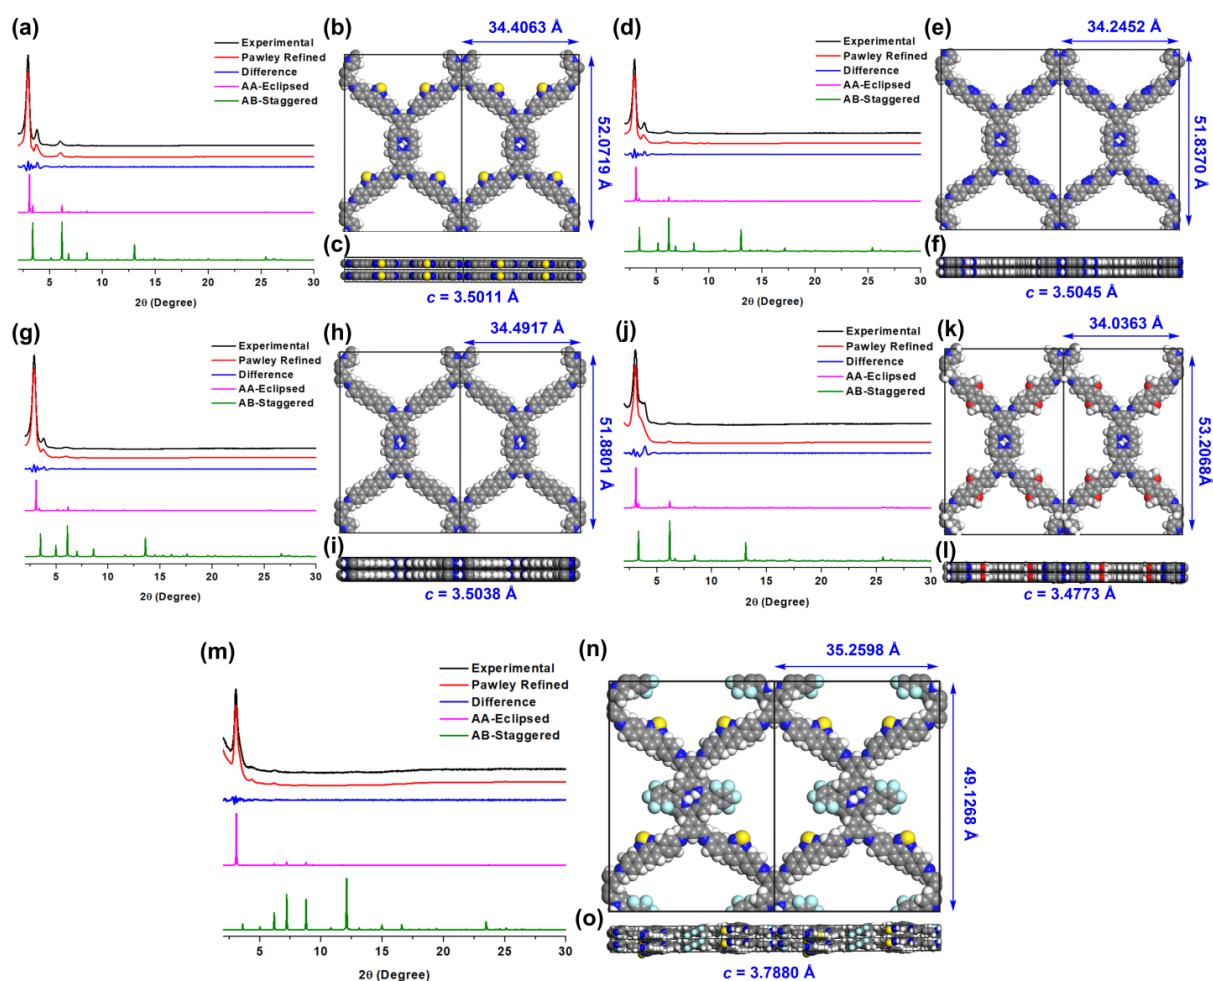 (a)
Experimental
Pawley Refined
Difference
AA-Eclipsed
AB-Staggered
5 10 15 20 25 30
2θ (Degree)
(b)
34.4063 Å
52.0719 Å
(c)
c = 3.5011 Å
(d)
Experimental
Pawley Refined
Difference
AA-Eclipsed
AB-Staggered
5 10 15 20 25 30
2θ (Degree)
(e)
34.2452 Å
51.8370 Å
(f)
c = 3.5045 Å
(g)
Experimental
Pawley Refined
Difference
AA-Eclipsed
AB-Staggered
5 10 15 20 25 30
2θ (Degree)
(h)
34.4917 Å
51.8801 Å
(i)
c = 3.5038 Å
(j)
Experimental
Pawley Refined
Difference
AA-Eclipsed
AB-Staggered
5 10 15 20 25 30
2θ (Degree)
(k)
34.0363 Å
53.2068Å
(l)
c = 3.4773 Å
(m)
Experimental
Pawley Refined
Difference
AA-Eclipsed
AB-Staggered
5 10 15 20 25 30
2θ (Degree)
(n)
35.2598 Å
49.1268 Å
(o)
c = 3.7880 Å